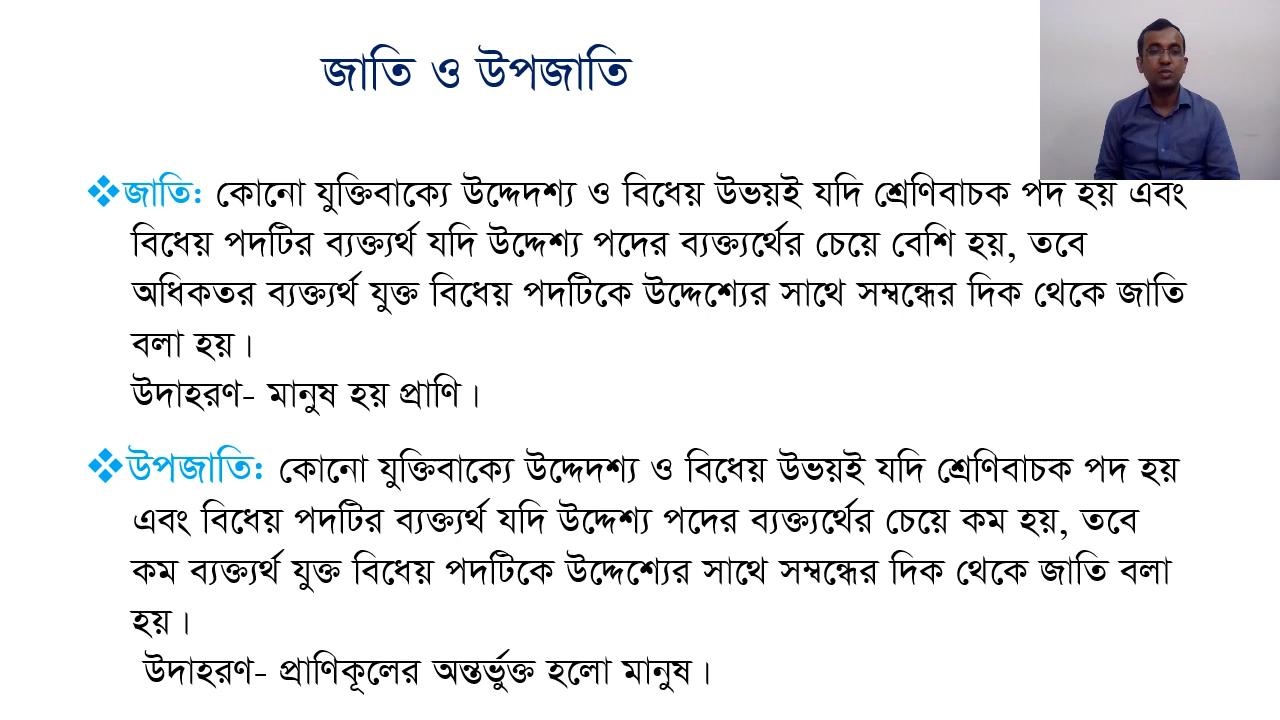 জাতি ও উপজাতি
❖জাতি: কোনো যুক্তিবাক্যে উদ্দেদশ্য ও বিধেয় উভয়ই যদি শ্রেণিবাচক পদ হয় এবং
বিধেয় পদটির ব্যক্ত্যর্থ যদি উদ্দেশ্য পদের ব্যক্ত্যর্থের চেয়ে বেশি হয়, তবে
অধিকতর ব্যক্ত্যর্থ যুক্ত বিধেয় পদটিকে উদ্দেশ্যের সাথে সম্বন্ধের দিক থেকে জাতি
বলা হয়।
উদাহরণ- মানুষ হয় প্রাণি।
❖উপজাতি: কোনো যুক্তিবাক্যে উদ্দেদশ্য ও বিধেয় উভয়ই যদি শ্রেণিবাচক পদ হয়
এবং বিধেয় পদটির ব্যক্ত্যর্থ যদি উদ্দেশ্য পদের ব্যক্ত্যর্থের চেয়ে কম হয়, তবে
কম ব্যক্ত্যর্থ যুক্ত বিধেয় পদটিকে উদ্দেশ্যের সাথে সম্বন্ধের দিক থেকে জাতি বলা
হয়।
উদাহরণ- প্রাণিকূলের অন্তর্ভুক্ত হলো মানুষ।